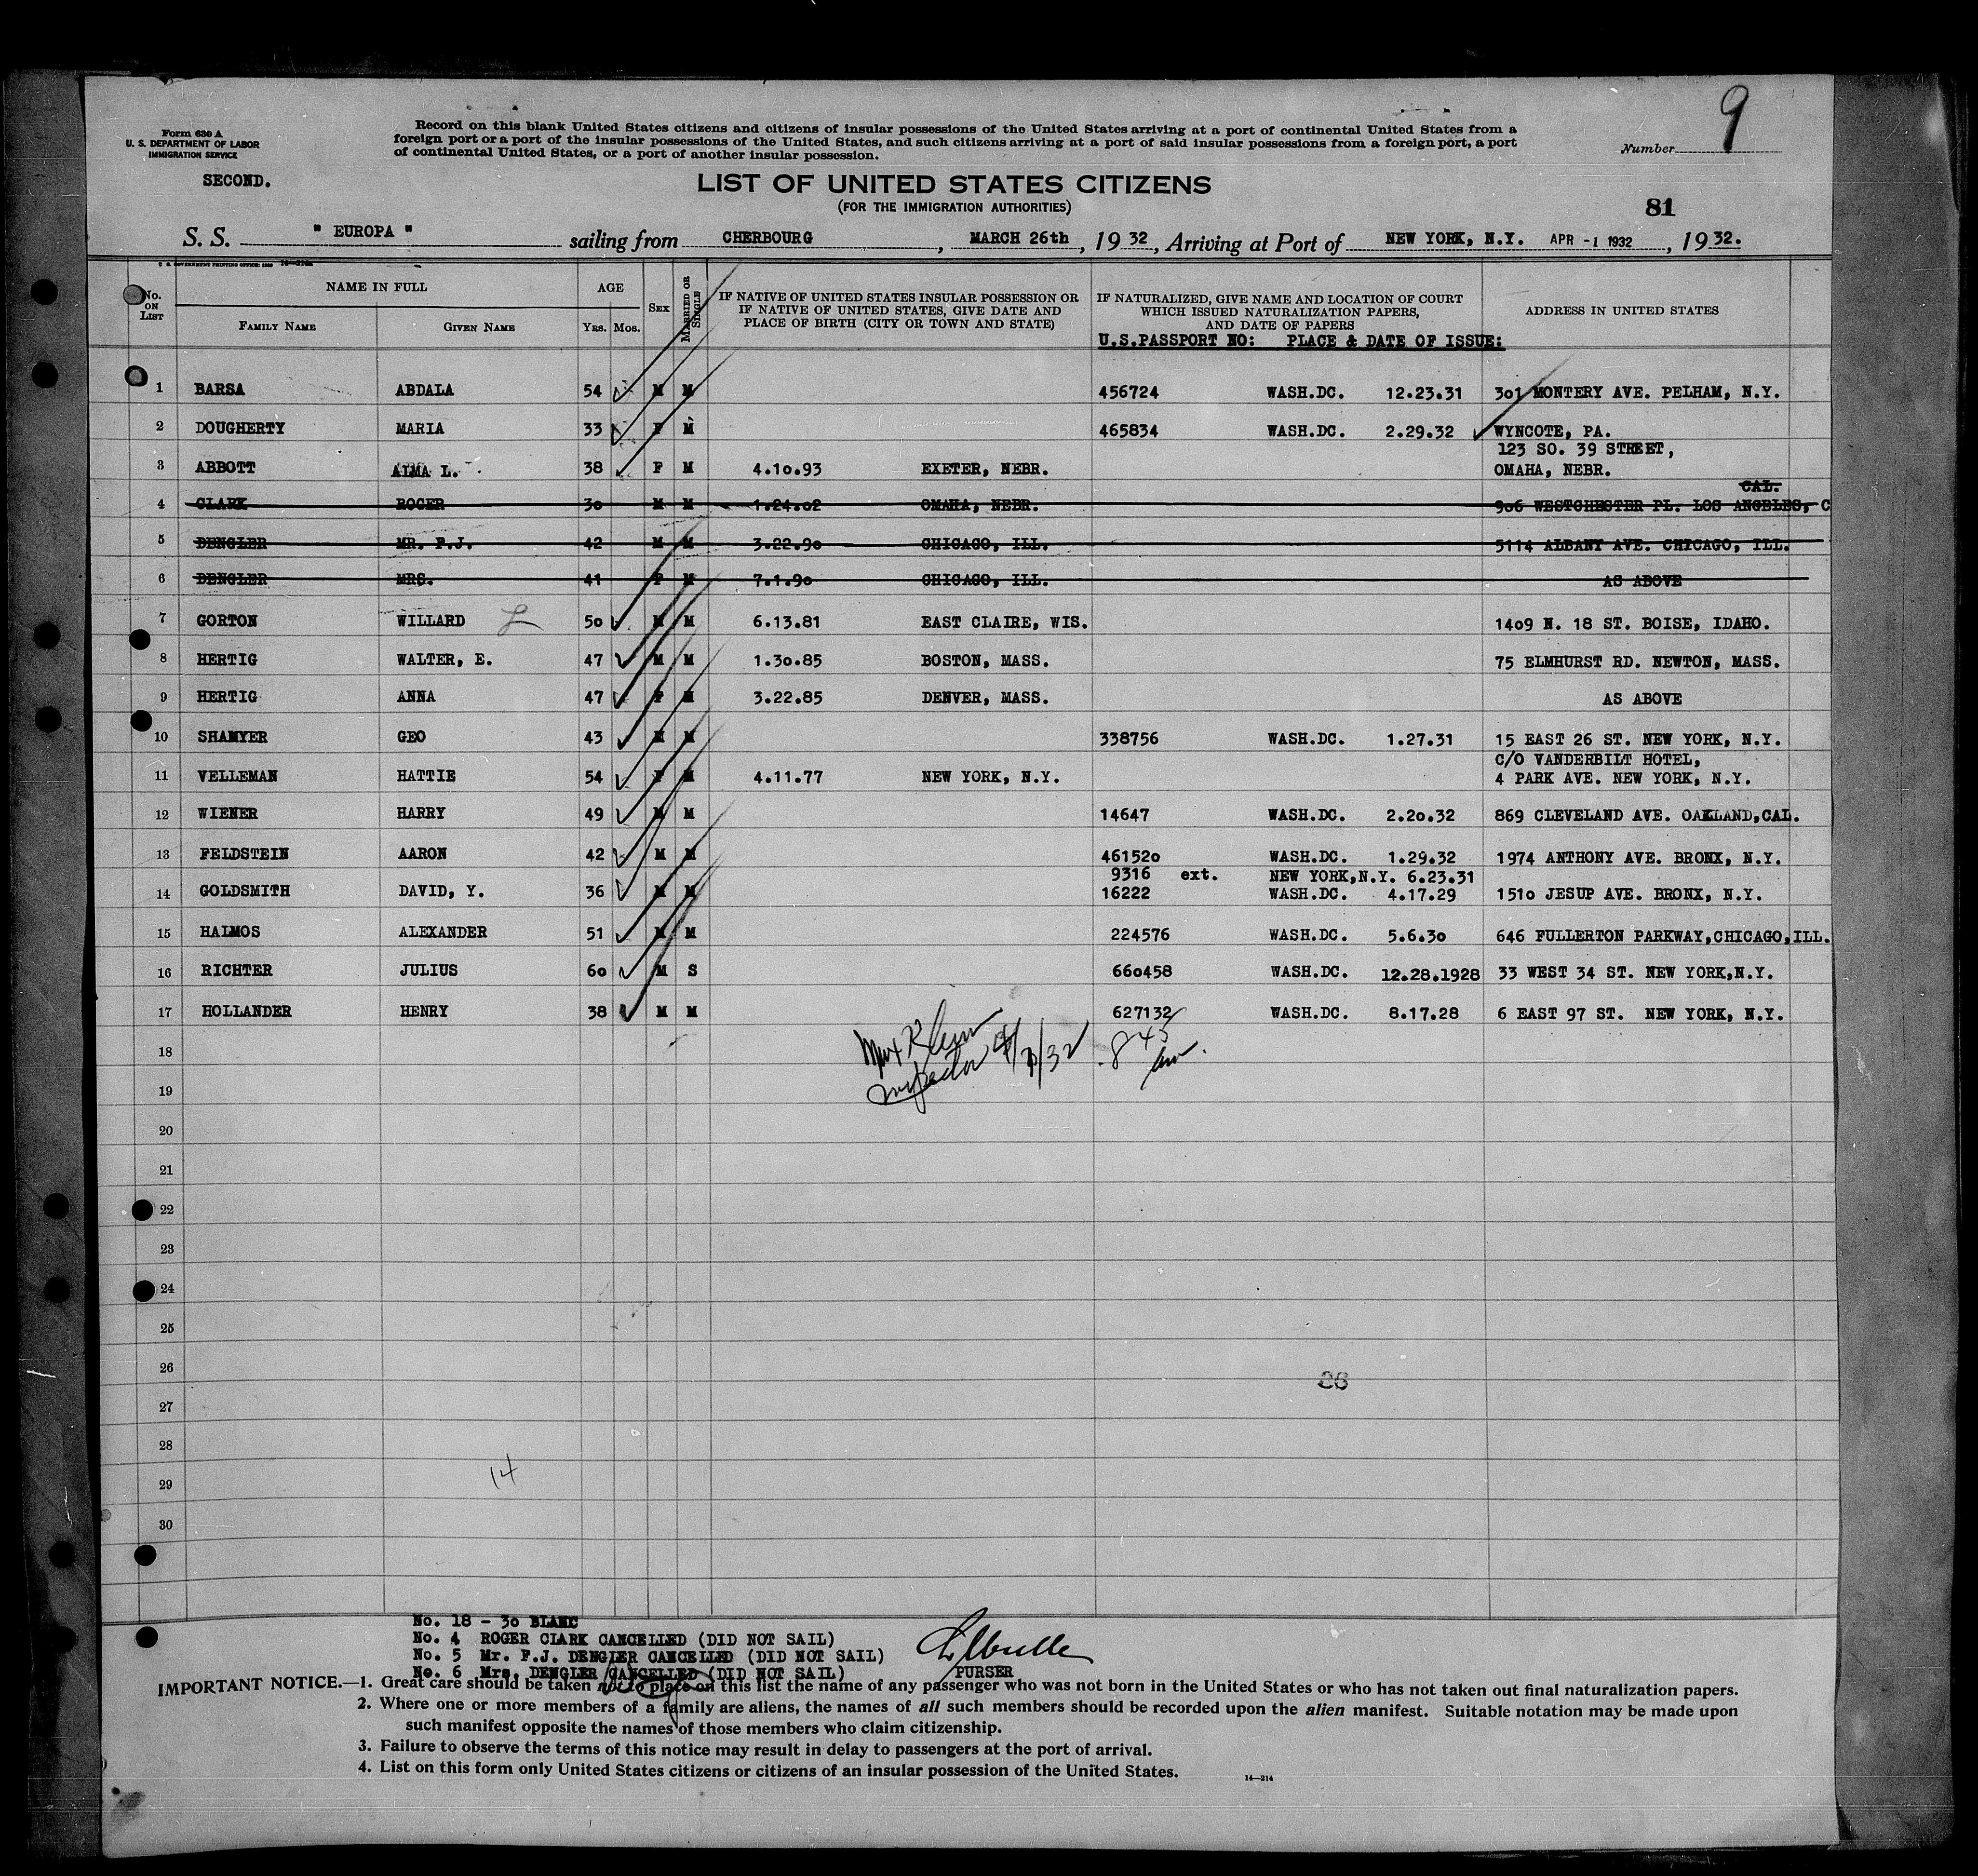 9
Form 630 A
U. S. DEPARTMENT OF LABOR
IMMIGRATION SERVICE
SECOND.
Record on this blank United States citizens and citizens of insular possessions of the United States arriving at a port of continental United States from a
foreign port or a port of the insular possessions of the United States, and such citizens arriving at a port of said insular possessions from a foreign port, a port
of continental United States, or a port of another insular possession.
Number
LIST OF UNITED STATES CITIZENS
(FOR THE IMMIGRATION AUTHORITIES)
81
S. S. " EUROPA " sailing from CHERBOURG, MARCH 26th, 1932, Arriving at Port of NEW YORK, N.Y. APR -1 1932, 1932.
U. S. GOVERNMENT PRINTING OFFICE: 14—214a
No. ON LIST
NAME IN FULL
FAMILY NAME GIVEN NAME
AGE
YRS. MOS.
SEX
MARRIED OR SINGLE
IF NATIVE OF UNITED STATES INSULAR POSSESSION OR
IF NATIVE OF UNITED STATES, GIVE DATE AND
PLACE OF BIRTH (CITY OR TOWN AND STATE)
IF NATURALIZED, GIVE NAME AND LOCATION OF COURT
WHICH ISSUED NATURALIZATION PAPERS,
AND DATE OF PAPERS
U.S.PASSPORT NO: PLACE & DATE OF ISSUE:
ADDRESS IN UNITED STATES
1 BARSA ABDALA 54 M M 456724 WASH.DC. 12.23.31 301 MONTERY AVE. PELHAM, N.Y.
2 DOUGHERTY MARIA 33 F M 465834 WASH.DC. 2.29.32 WYNCOTE, PA.
123 SO. 39 STREET,
3 ABBOTT ALMA L. 38 F M 4.10.93 EXETER, NEBR. OMAHA, NEBR.
CAL.
4 CLARK ROGER 30 M M 1.24.02 OMAHA, NEBR. 906 WESTCHESTER PL. LOS ANGELES, C
5 DENGLER MR. F.J. 42 M M 3.22.90 CHICAGO, ILL. 5114 ALBANY AVE. CHICAGO, ILL.
6 DENGLER MRS. 41 F M 7.1.90 CHICAGO, ILL. AS ABOVE
7 GORTON WILLARD L 50 M M 6.13.81 EAST CLAIRE, WIS. 1409 N. 18 ST. BOISE, IDAHO.
8 HERTIG WALTER, E. 47 M M 1.30.85 BOSTON, MASS. 75 ELMHURST RD. NEWTON, MASS.
9 HERTIG ANNA 47 F M 3.22.85 DENVER, MASS. AS ABOVE
10 SHAMYER GEO 43 M M 338756 WASH.DC. 1.27.31 15 EAST 26 ST. NEW YORK, N.Y.
C/O VANDERBILT HOTEL,
11 VELLEMAN HATTIE 54 F M 4.11.77 NEW YORK, N.Y. 4 PARK AVE. NEW YORK, N.Y.
12 WIENER HARRY 49 M M 14647 WASH.DC. 2.20.32 869 CLEVELAND AVE. OAKLAND,CAL.
13 FELDSTEIN AARON 42 M M 461520 WASH.DC. 1.29.32 1974 ANTHONY AVE. BRONX, N.Y.
9316 ext. NEW YORK,N.Y. 6.23.31
14 GOLDSMITH DAVID, Y. 36 M M 16222 WASH.DC. 4.17.29 1510 JESUP AVE. BRONX, N.Y.
15 HALMOS ALEXANDER 51 M M 224576 WASH.DC. 5.6.30 646 FULLERTON PARKWAY,CHICAGO,ILL.
16 RICHTER JULIUS 60 M S 660458 WASH.DC. 12.28.1928 33 WEST 34 ST. NEW YORK,N.Y.
17 HOLLANDER HENRY 38 M M 627132 WASH.DC. 8.17.28 6 EAST 97 ST. NEW YORK, N.Y.
Max Klein
Inspector
845
am.
18
19
20
21
22
23
24
25
26
26
27
28
14
29
30
No. 18 - 30 BLANC
No. 4 ROGER CLARK CANCELLED (DID NOT SAIL)
No. 5 Mr. F.J. DENGLER CANCELLED (DID NOT SAIL)
No. 6 Mrs. DENGLER CANCELLED (DID NOT SAIL)
PURSER
IMPORTANT NOTICE.—1. Great care should be taken not to place on this list the name of any passenger who was not born in the United States or who has not taken out final naturalization papers.
2. Where one or more members of a family are aliens, the names of all such members should be recorded upon the alien manifest. Suitable notation may be made upon
such manifest opposite the names of those members who claim citizenship.
3. Failure to observe the terms of this notice may result in delay to passengers at the port of arrival.
4. List on this form only United States citizens or citizens of an insular possession of the United States.
14—214